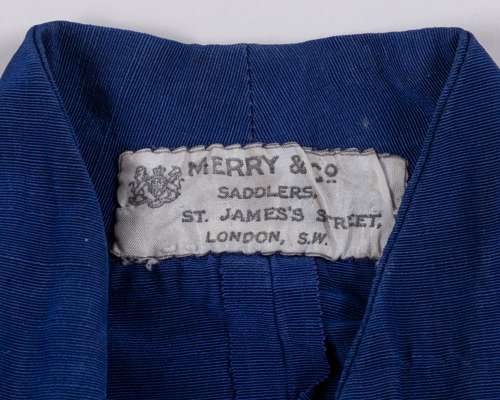 MERRY & CO
SADDLERS,
ST. JAMES'S STREET,
LONDON, S.W.